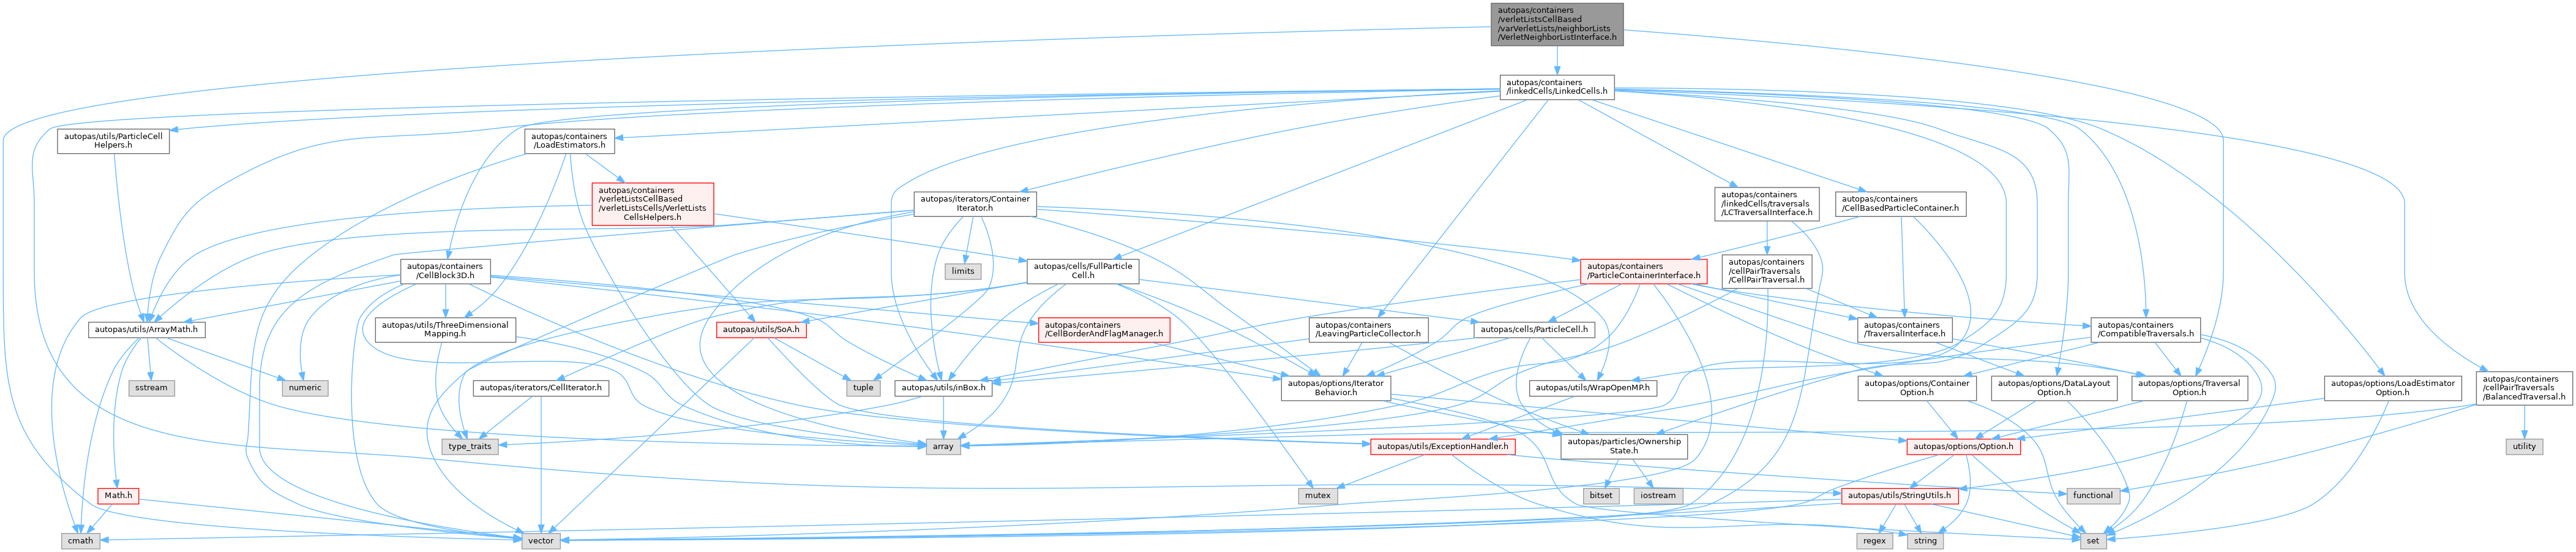 autopas/containers
/verletListsCellBased
/varVerletLists/neighborLists
/VerletNeighborListInterface.h
autopas/containers
/linkedCells/LinkedCells.h
autopas/utils/ParticleCell
Helpers.h
autopas/containers
/LoadEstimators.h
autopas/containers
/verletListsCellBased
/verletListsCells/VerletLists
CellsHelpers.h
autopas/iterators/Container
Iterator.h
autopas/containers
/linkedCells/traversals
/LCTraversalInterface.h
autopas/containers
/CellBasedParticleContainer.h
autopas/containers
/CellBlock3D.h
limits
autopas/cells/FullParticle
Cell.h
autopas/containers
/ParticleContainerInterface.h
autopas/containers
/cellPairTraversals
/CellPairTraversal.h
autopas/utils/ArrayMath.h
autopas/utils/ThreeDimensional
Mapping.h
autopas/utils/SoA.h
autopas/containers
/CellBorderAndFlagManager.h
autopas/containers
/LeavingParticleCollector.h
autopas/cells/ParticleCell.h
autopas/containers
/TraversalInterface.h
autopas/containers
/CompatibleTraversals.h
sstream
numeric
autopas/iterators/CellIterator.h
tuple
autopas/utils/inBox.h
autopas/options/Iterator
Behavior.h
autopas/utils/WrapOpenMP.h
autopas/options/Container
Option.h
autopas/options/DataLayout
Option.h
autopas/options/Traversal
Option.h
autopas/options/LoadEstimator
Option.h
autopas/containers
/cellPairTraversals
/BalancedTraversal.h
type_traits
array
autopas/utils/ExceptionHandler.h
autopas/particles/Ownership
State.h
autopas/options/Option.h
utility
Math.h
mutex
bitset
iostream
autopas/utils/StringUtils.h
functional
cmath
vector
regex
string
set